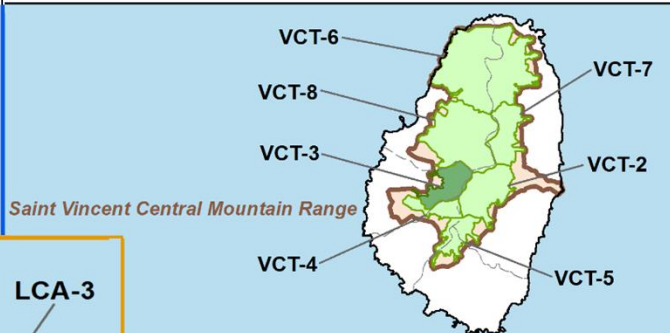 VCT-6
VCT-7
VCT-8
VCT-3
VCT-2
Saint Vincent Central Mountain Range
VCT-4
VCT-5
LCA-3